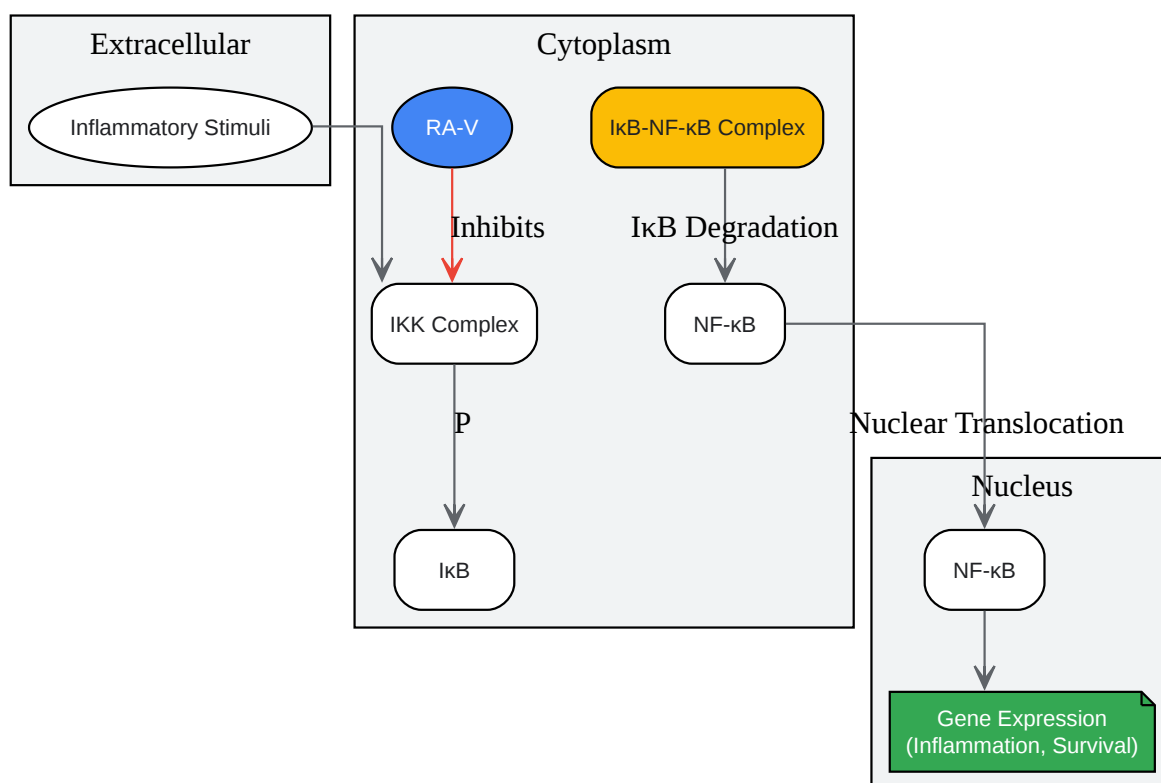 Extracellular
Cytoplasm
Inflammatory Stimuli
RA-V
IκB-NF-κB Complex
Inhibits
IκB Degradation
IKK Complex
NF-κB
P
Nuclear Translocation
Nucleus
IκB
NF-κB
Gene Expression
(Inflammation, Survival)